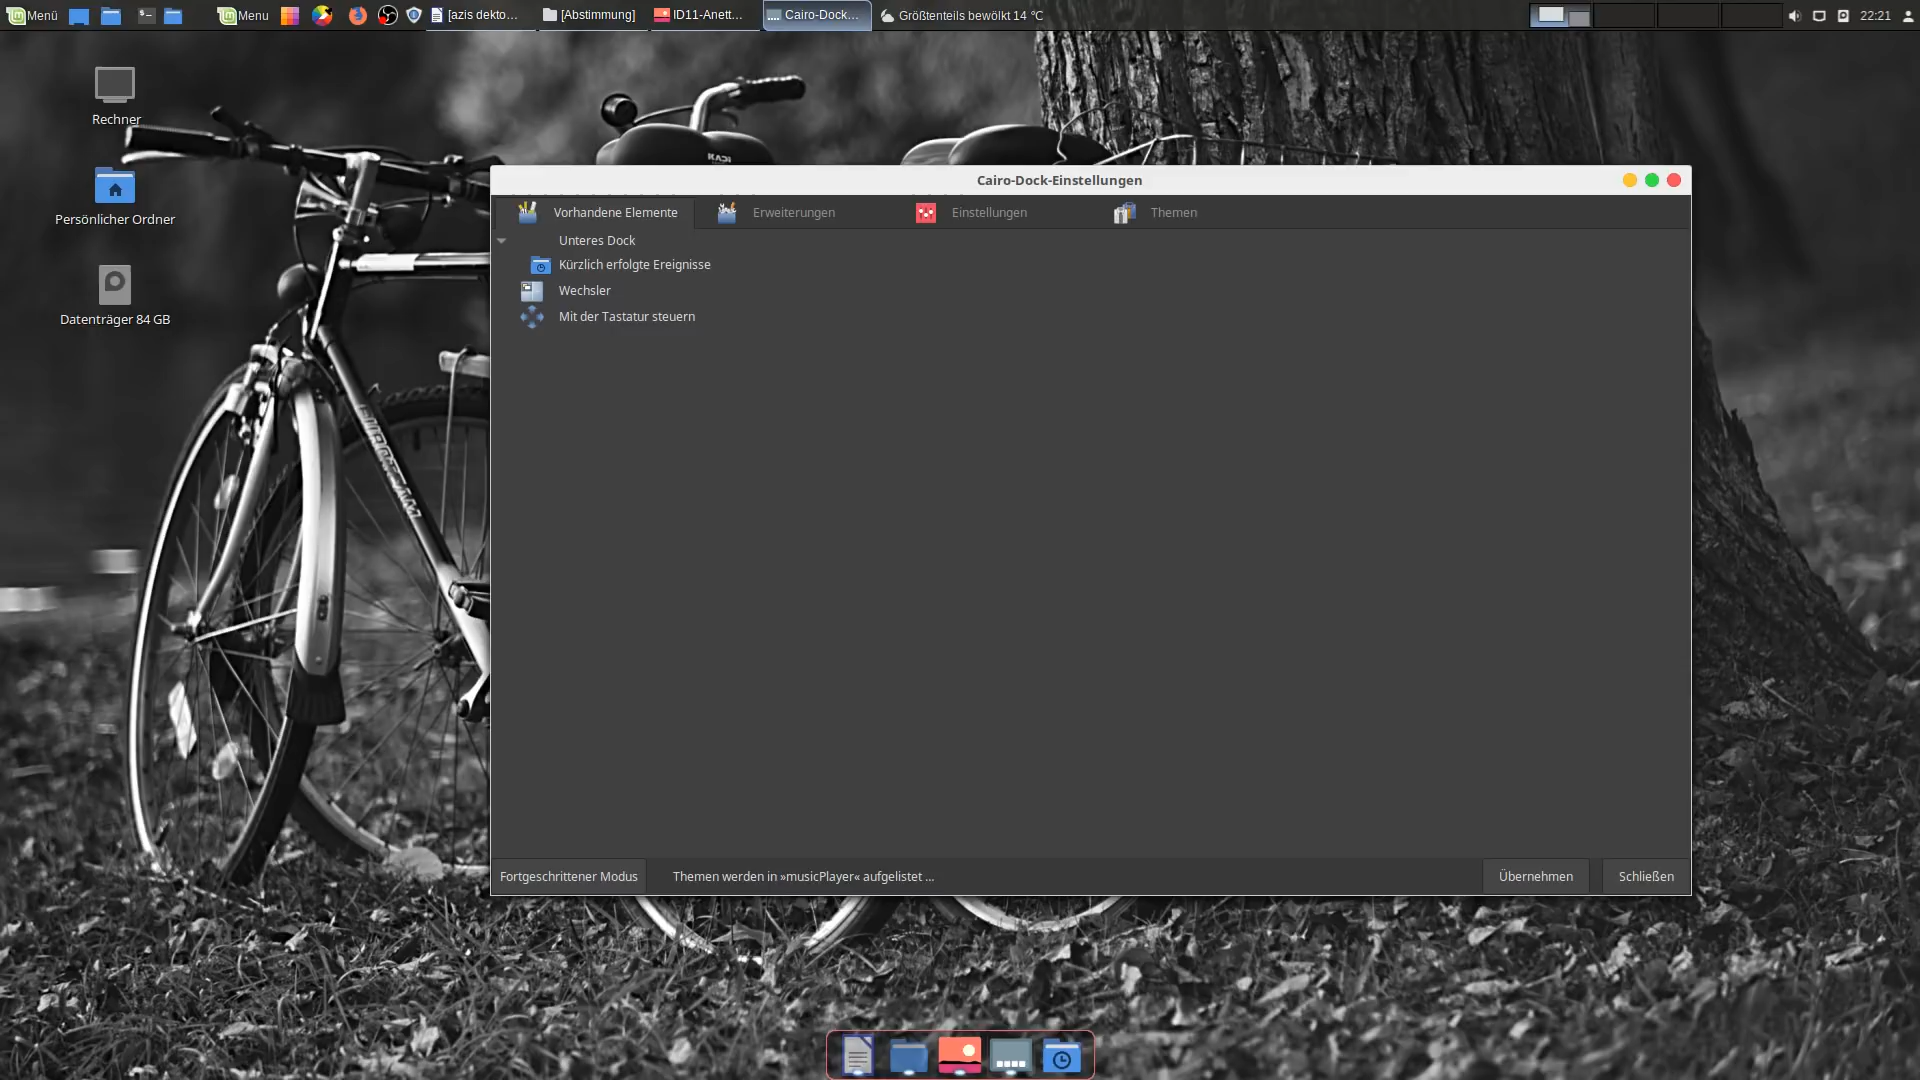 Menü
Menu
[azis dekto...
[Abstimmung]
ID11-Anett...
Cairo-Dock...
Größtenteils bewölkt 14 ℃
22:21
Rechner
Persönlicher Ordner
Datenträger 84 GB
Cairo-Dock-Einstellungen
Vorhandene Elemente
Erweiterungen
Einstellungen
Themen
Unteres Dock
Kürzlich erfolgte Ereignisse
Wechsler
Mit der Tastatur steuern
Fortgeschrittener Modus
Themen werden in »musicPlayer« aufgelistet ...
Übernehmen
Schließen